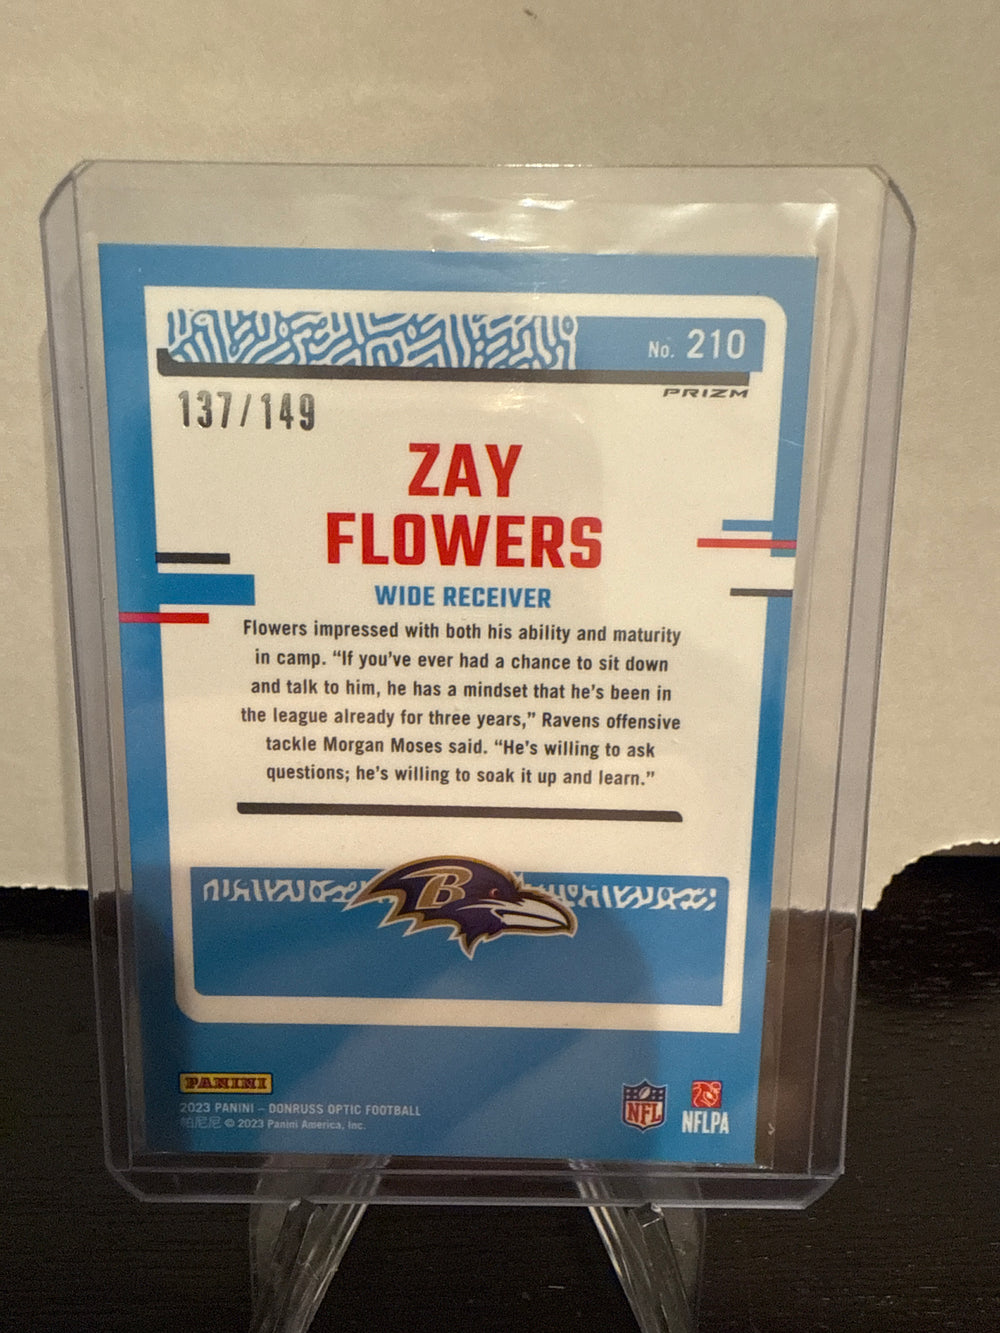 No. 210
PRIZM
137/149
ZAY
FLOWERS
WIDE RECEIVER
Flowers impressed with both his ability and maturity
in camp. “If you’ve ever had a chance to sit down
and talk to him, he has a mindset that he’s been in
the league already for three years,” Ravens offensive
tackle Morgan Moses said. “He’s willing to ask
questions; he’s willing to soak it up and learn.”
B
PANINI
2023 PANINI – DONRUSS OPTIC FOOTBALL
帕尼尼 © 2023 Panini America, Inc.
NFL
NFLPA